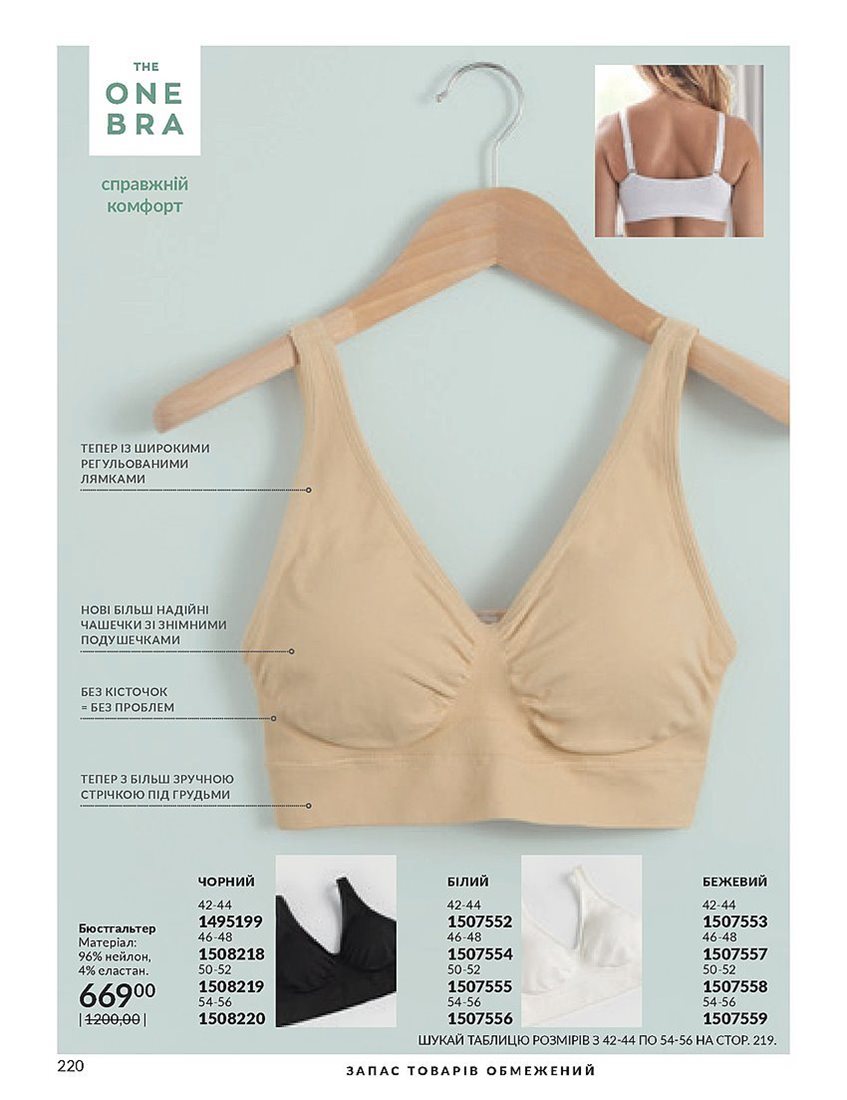 THE
ONE
BRA
справжній
комфорт
ТЕПЕР ІЗ ШИРОКИМИ
РЕГУЛЬОВАНИМИ
ЛЯМКАМИ
НОВІ БІЛЬШ НАДІЙНІ
ЧАШЕЧКИ ЗІ ЗНІМНИМИ
ПОДУШЕЧКАМИ
БЕЗ КІСТОЧОК
= БЕЗ ПРОБЛЕМ
ТЕПЕР З БІЛЬШ ЗРУЧНОЮ
СТРІЧКОЮ ПІД ГРУДЬМИ
Бюстгальтер
Матеріал:
96% нейлон,
4% еластан.
66900
|1200,00|
ЧОРНИЙ
42-44
1495199
46-48
1508218
50-52
1508219
54-56
1508220
БІЛИЙ
42-44
1507552
46-48
1507554
50-52
1507555
54-56
1507556
БЕЖЕВИЙ
42-44
1507553
46-48
1507557
50-52
1507558
54-56
1507559
ШУКАЙ ТАБЛИЦЮ РОЗМІРІВ З 42-44 ПО 54-56 НА СТОР. 219.
220
ЗАПАС ТОВАРІВ ОБМЕЖЕНИЙ